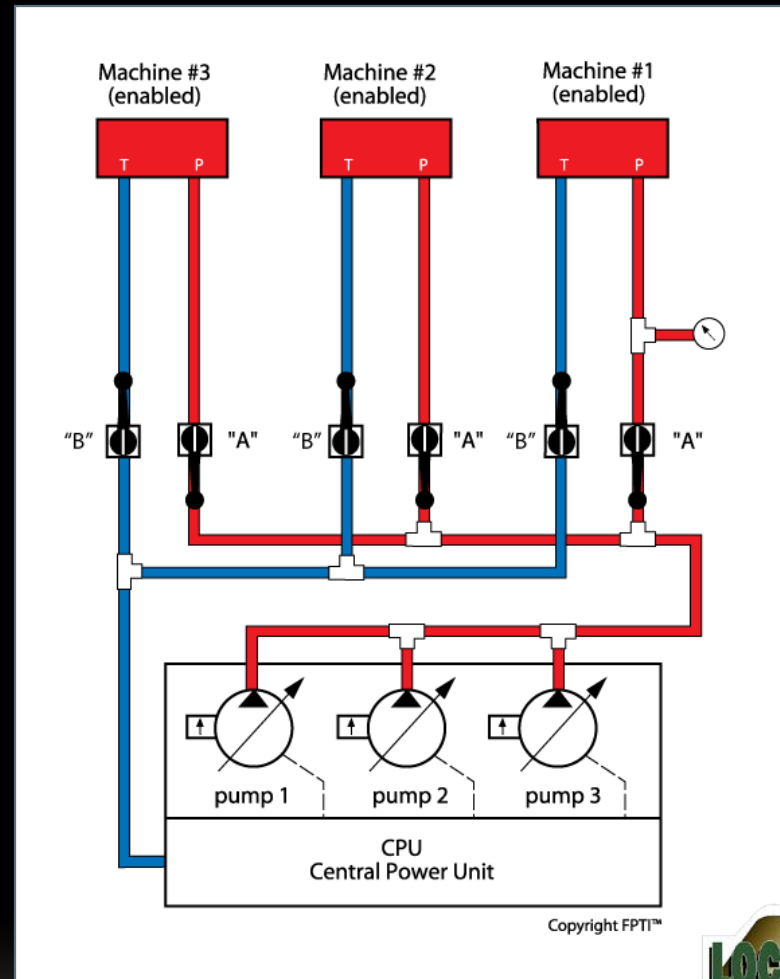 Machine #3
(enabled)
Machine #2
(enabled)
Machine #1
(enabled)
T P
T P
T P
“B” "A" “B” "A" “B” "A"
pump 1 pump 2 pump 3
CPU
Central Power Unit
Copyright FPTI™